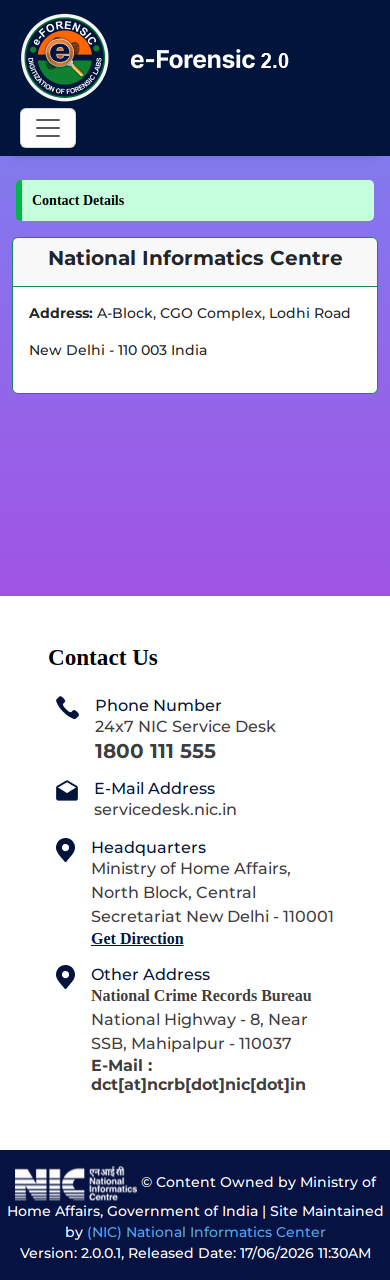 e-FORENSIC
DIGITIZATION OF FORENSIC LABS
e-Forensic 2.0
Contact Details
National Informatics Centre
Address: A-Block, CGO Complex, Lodhi Road
New Delhi - 110 003 India
Contact Us
Phone Number
24x7 NIC Service Desk
1800 111 555
E-Mail Address
servicedesk.nic.in
Headquarters
Ministry of Home Affairs,
North Block, Central
Secretariat New Delhi - 110001
Get Direction
Other Address
National Crime Records Bureau
National Highway - 8, Near
SSB, Mahipalpur - 110037
E-Mail :
dct[at]ncrb[dot]nic[dot]in
NIC एन आई सी
National
Informatics
Centre
© Content Owned by Ministry of
Home Affairs, Government of India | Site Maintained
by (NIC) National Informatics Center
Version: 2.0.0.1, Released Date: 17/06/2026 11:30AM